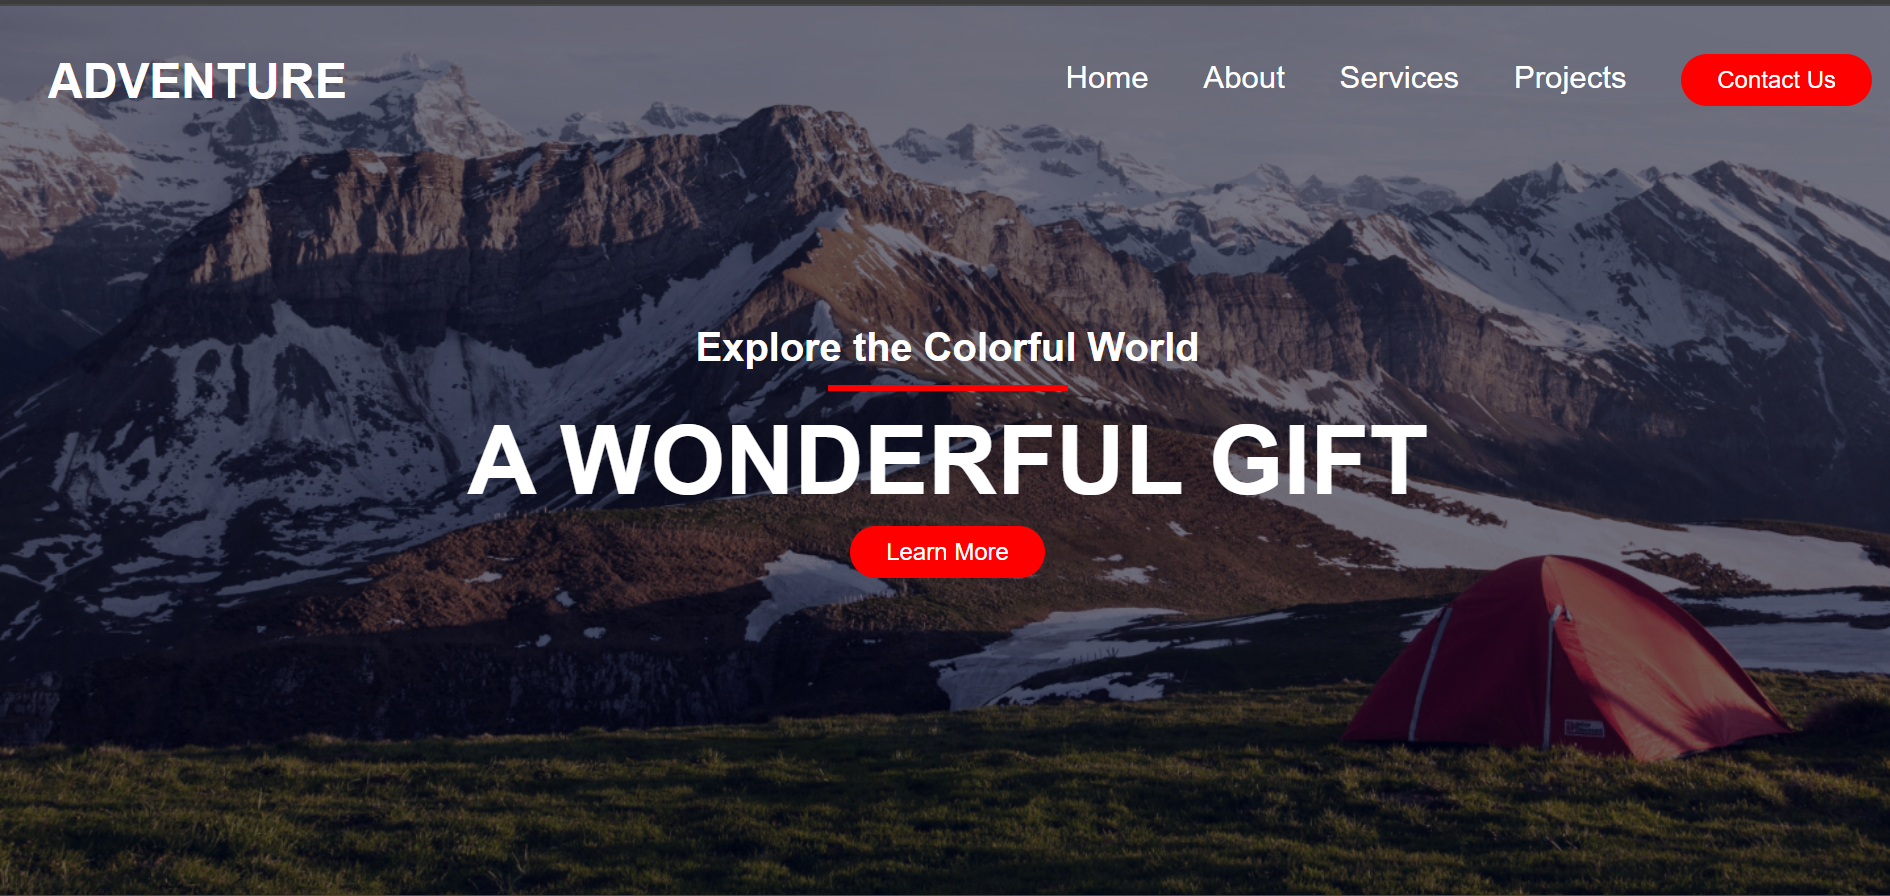 ADVENTURE
Home About Services Projects Contact Us
Explore the Colorful World
A WONDERFUL GIFT
Learn More